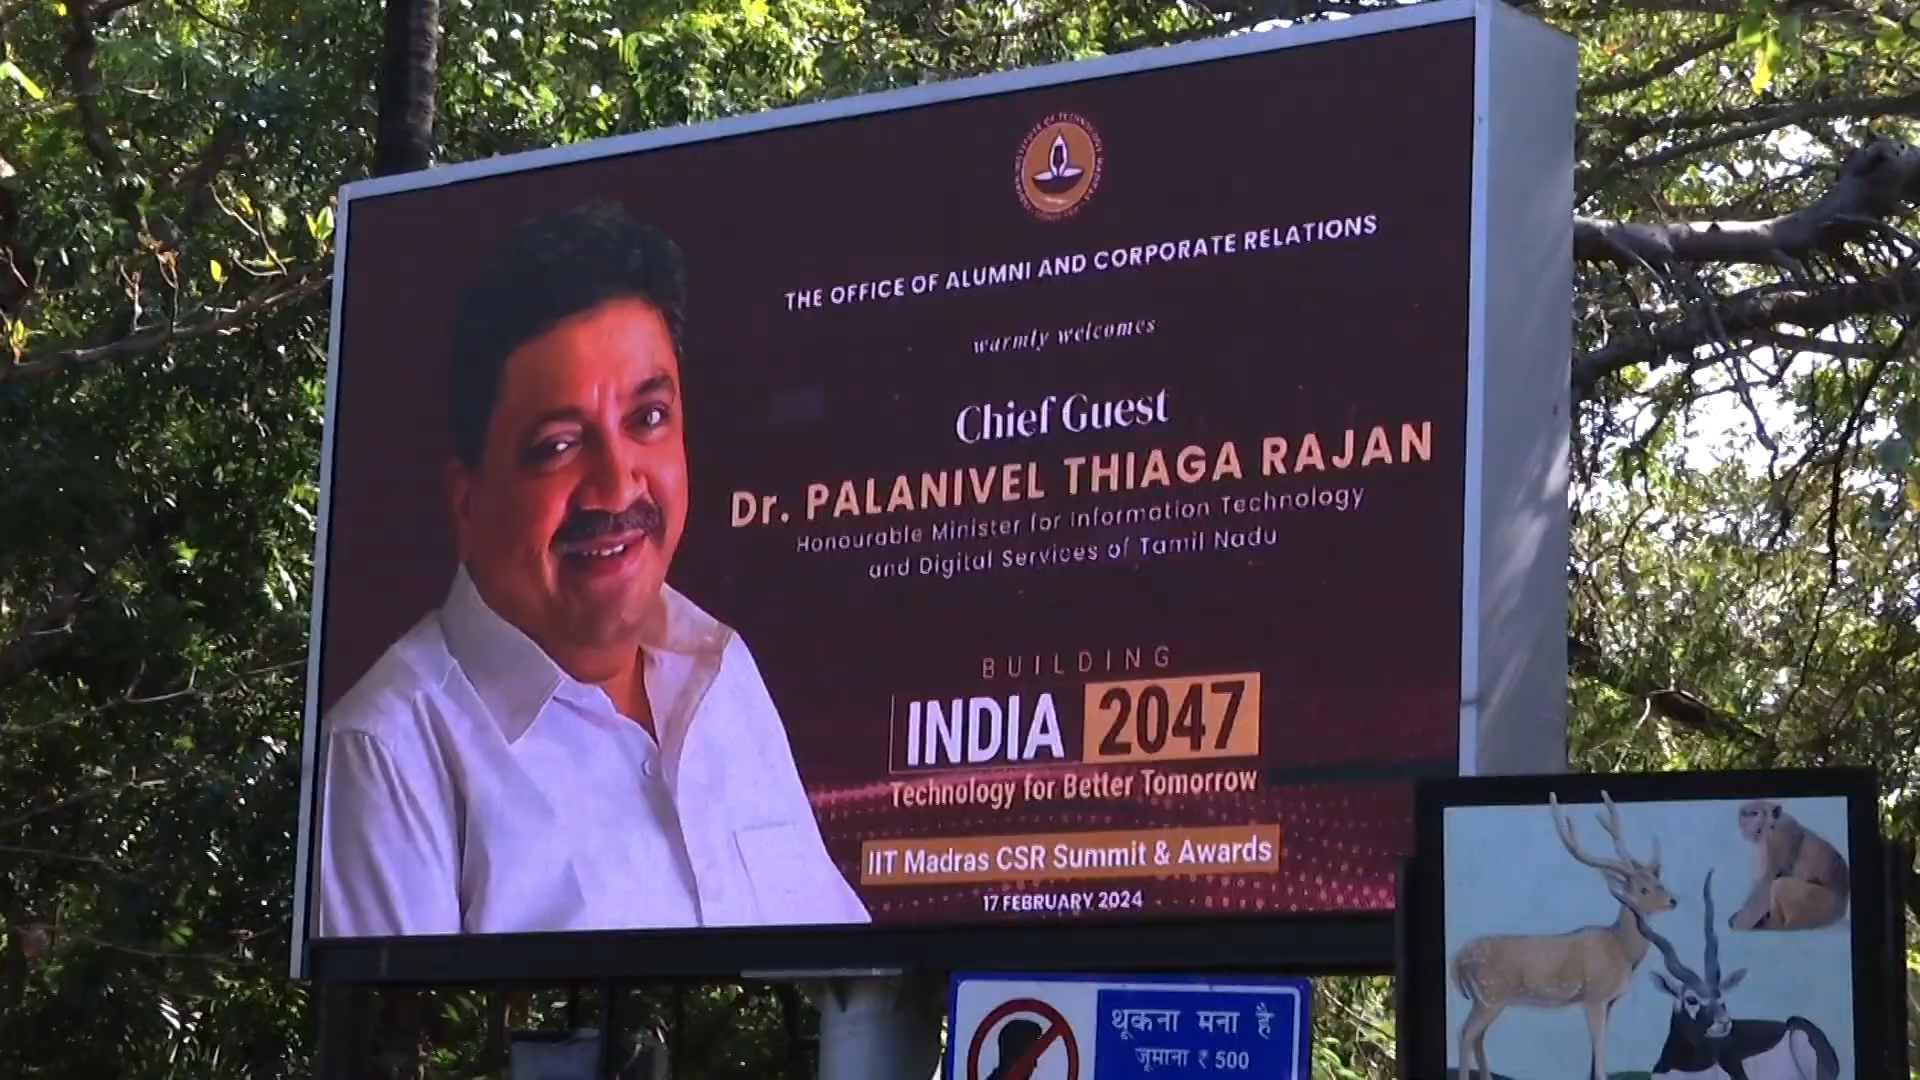 THE OFFICE OF ALUMNI AND CORPORATE RELATIONS
warmly welcomes
Chief Guest
Dr. PALANIVEL THIAGA RAJAN
Honourable Minister for Information Technology
and Digital Services of Tamil Nadu
BUILDING
INDIA 2047
Technology for Better Tomorrow
IIT Madras CSR Summit & Awards
17 FEBRUARY 2024
थूकना मना है
जूमाना ₹ 500